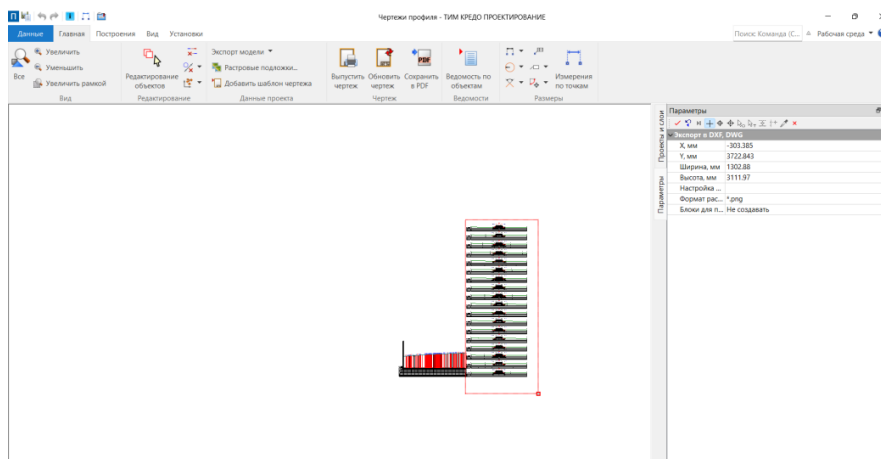 Чертежи профиля - ТИМ КРЕДО ПРОЕКТИРОВАНИЕ
Данные Главная Построения Вид Установки
Поиск: Команда (С... Рабочая среда
Все
Увеличить
Уменьшить
Увеличить рамкой
Вид
Редактирование объектов
Редактирование
Экспорт модели
Растровые подложки...
Добавить шаблон чертежа
Данные проекта
Выпустить чертеж
Обновить чертеж
Сохранить в PDF
Чертеж
Ведомость по объектам
Ведомости
Измерения по точкам
Размеры
Проекты и слои
Параметры
Параметры
Экспорт в DXF, DWG
X, мм -303.385
Y, мм 3722.843
Ширина, мм 1302.88
Высота, мм 3111.97
Настройка ...
Формат рас... *.png
Блоки для п... Не создавать